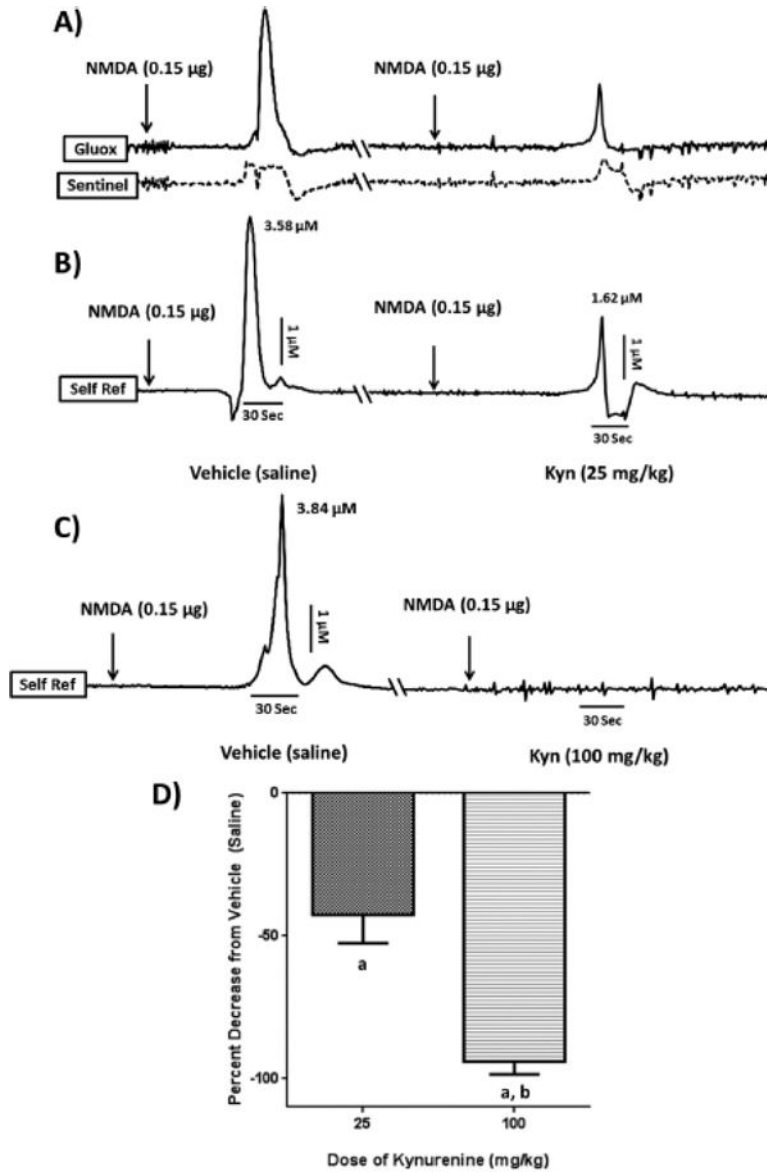 A)
NMDA (0.15 µg)
NMDA (0.15 µg)
Gluox
Sentinel
B)
3.58 µM
NMDA (0.15 µg)
1 µM
NMDA (0.15 µg)
1.62 µM
1 µM
Self Ref
30 Sec
30 Sec
Vehicle (saline)
Kyn (25 mg/kg)
C)
3.84 µM
NMDA (0.15 µg)
1 µM
NMDA (0.15 µg)
Self Ref
30 Sec
30 Sec
Vehicle (saline)
Kyn (100 mg/kg)
D)
Percent Decrease from Vehicle (Saline)
0
-50
-100
a
a, b
25
100
Dose of Kynurenine (mg/kg)